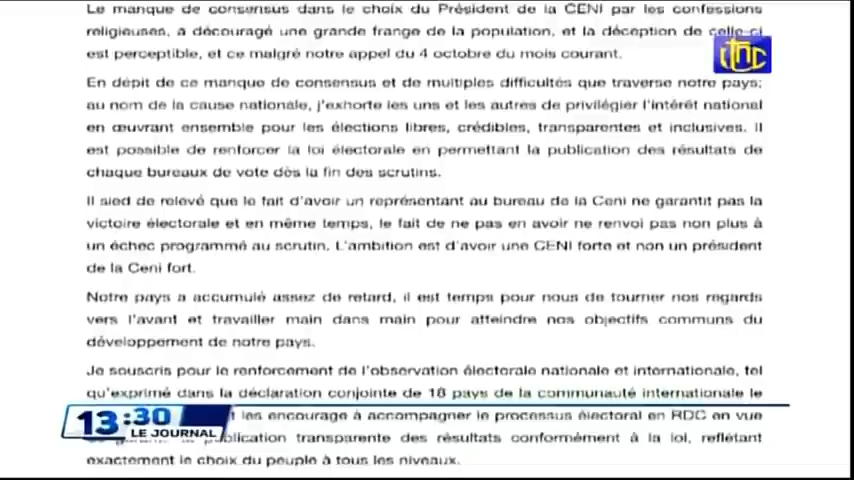 Le manque de consensus dans le choix du Président de la CENI par les confessions
religieuses, a découragé une grande frange de la population, et la déception de celle-ci
est perceptible, et ce malgré notre appel du 4 octobre du mois courant.
En dépit de ce manque de consensus et de multiples difficultés que traverse notre pays;
au nom de la cause nationale, j'exhorte les uns et les autres de privilégier l'intérêt national
en œuvrant ensemble pour les élections libres, crédibles, transparentes et inclusives. Il
est possible de renforcer la loi électorale en permettant la publication des résultats de
chaque bureaux de vote dès la fin des scrutins.
Il sied de relevé que le fait d'avoir un représentant au bureau de la Ceni ne garantit pas la
victoire électorale et en même temps, le fait de ne pas en avoir ne renvoi pas non plus à
un échec programmé au scrutin. L'ambition est d'avoir une CENI forte et non un président
de la Ceni fort.
Notre pays a accumulé assez de retard, il est temps pour nous de tourner nos regards
vers l'avant et travailler main dans main pour atteindre nos objectifs communs du
développement de notre pays.
Je souscris pour le renforcement de l'observation électorale nationale et internationale, tel
qu'exprimé dans la déclaration conjointe de 18 pays de la communauté internationale le
les encourage à accompagner le processus électoral en RDC en vue
publication transparente des résultats conformément à la loi, reflétant
exactement le choix du peuple à tous les niveaux.
13:30
LE JOURNAL